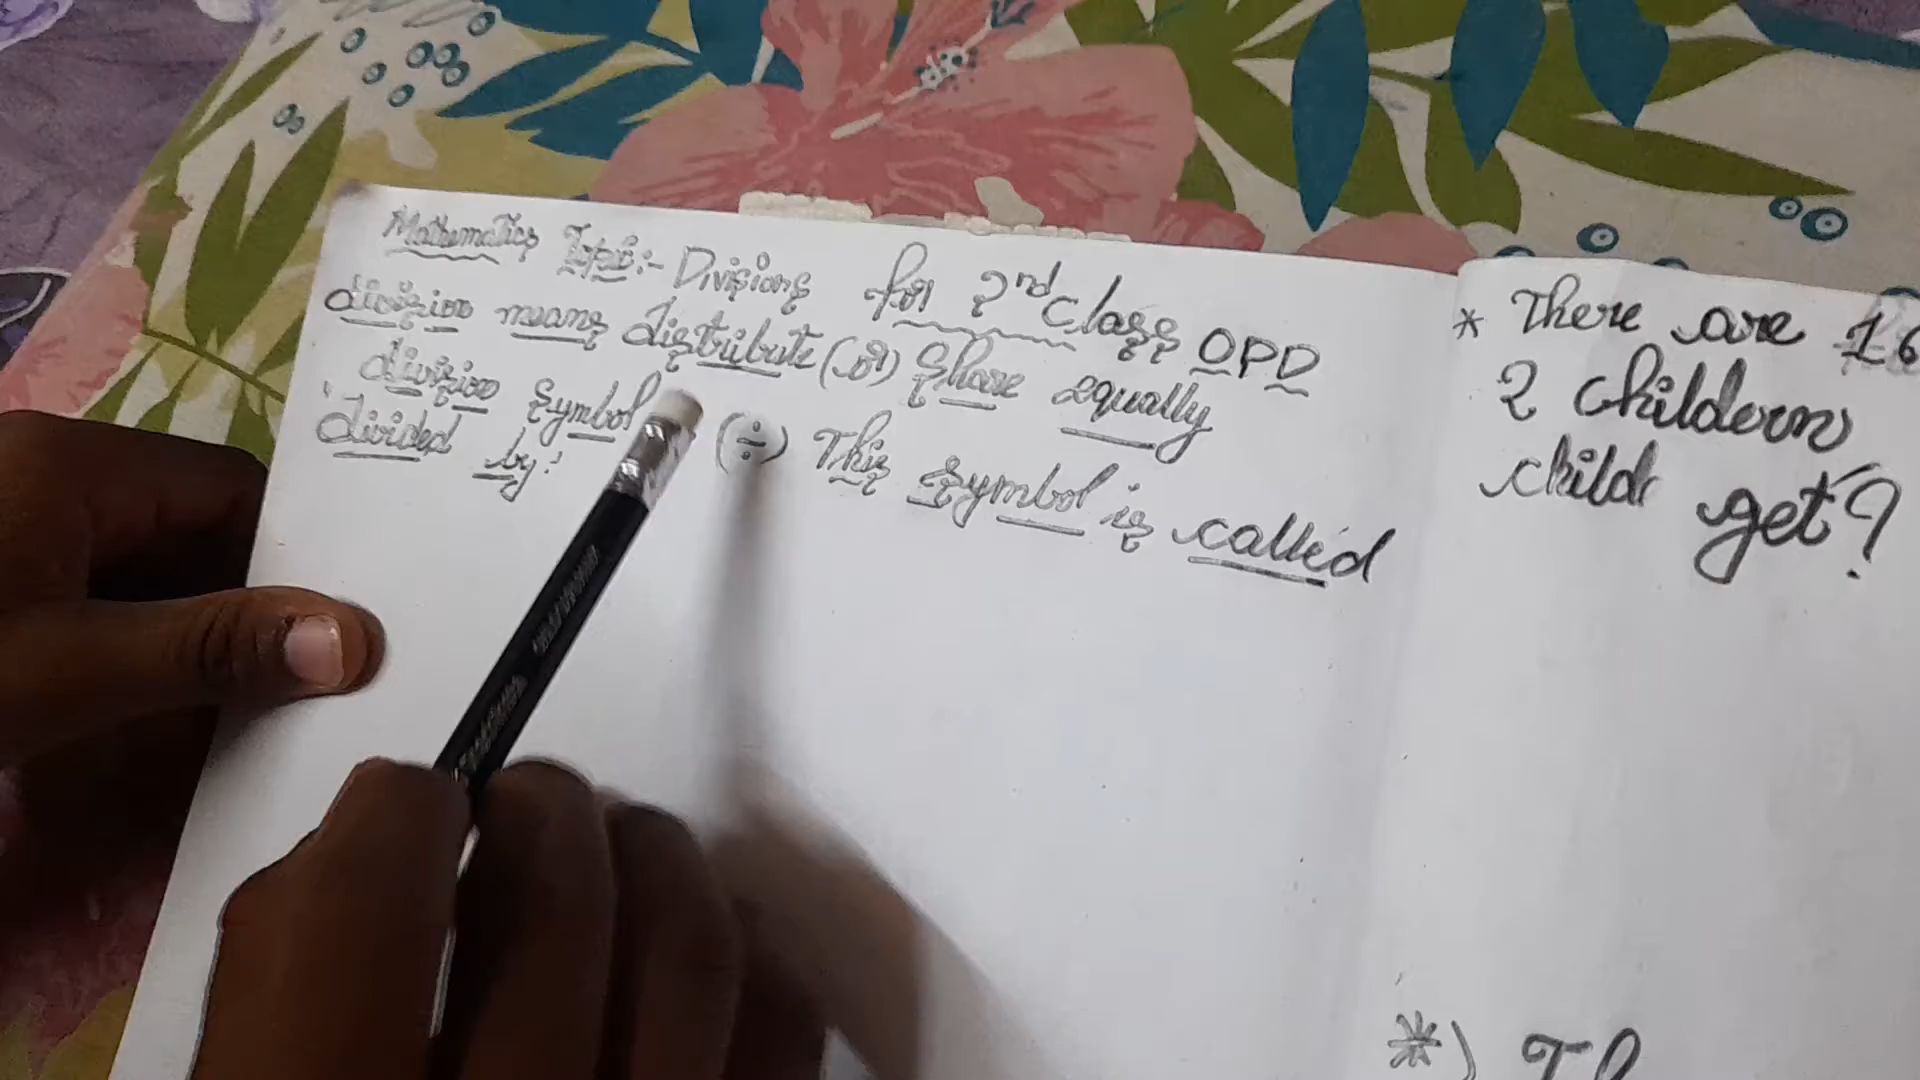 Mathematics Topic:- Divisions for 2nd Class OPD
division means distribute (or) share equally
division symbol (÷) This symbol is called
'divided by:'
* There are 16
2 childern
child get?
*)